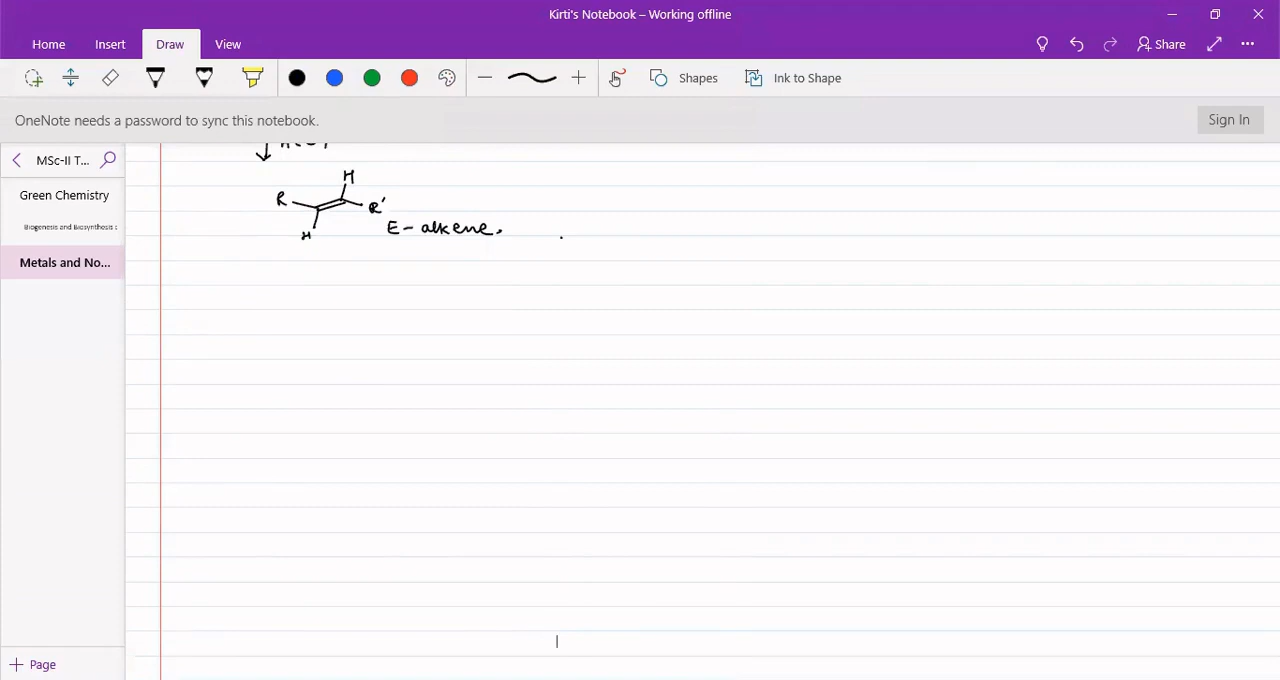 Kirti's Notebook – Working offline
Home Insert Draw View
Share
Shapes
Ink to Shape
OneNote needs a password to sync this notebook.
Sign In
MSc-II T...
Green Chemistry
Biogenesis and Biosynthesis :
Metals and No...
H
R
R'
H
E- alkene.
Page